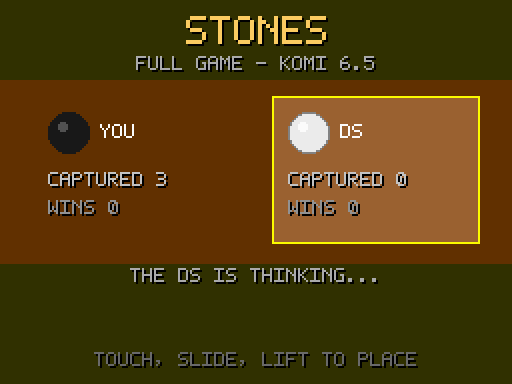 STONES
FULL GAME - KOMI 6.5
YOU
CAPTURED 3
WINS 0
DS
CAPTURED 0
WINS 0
THE DS IS THINKING...
TOUCH, SLIDE, LIFT TO PLACE